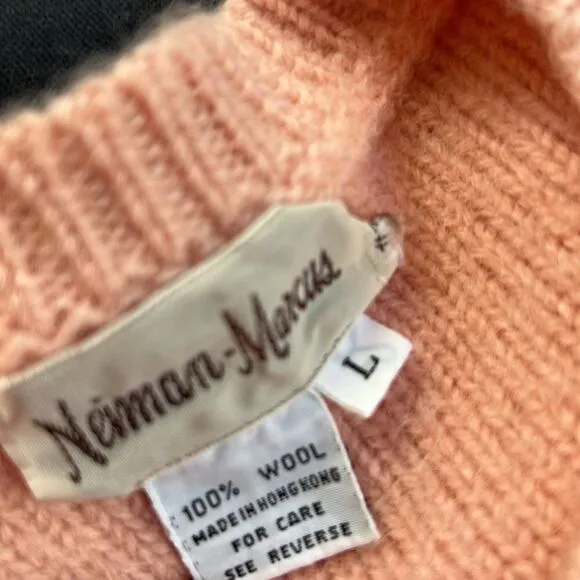 Neiman-Marcus
L
100% WOOL
MADE IN HONG KONG
FOR CARE
SEE REVERSE